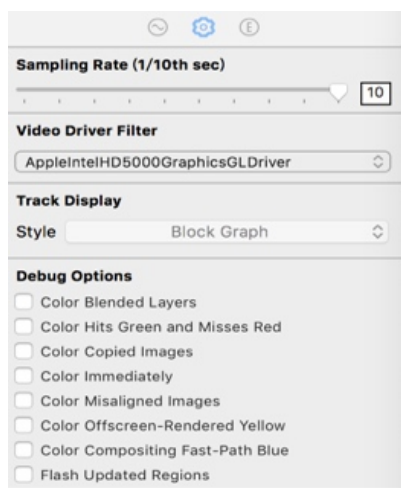 E
Sampling Rate (1/10th sec)
10
Video Driver Filter
AppleIntelHD5000GraphicsGLDriver
Track Display
Style Block Graph
Debug Options
Color Blended Layers
Color Hits Green and Misses Red
Color Copied Images
Color Immediately
Color Misaligned Images
Color Offscreen-Rendered Yellow
Color Compositing Fast-Path Blue
Flash Updated Regions